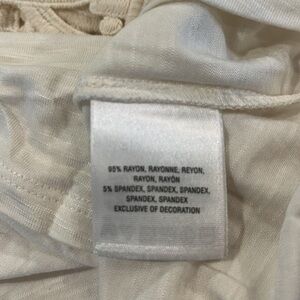 95% RAYON, RAYONNE, REYON,
RAYON, RAYÓN
5% SPANDEX, SPANDEX, SPANDEX,
SPANDEX, SPANDEX
EXCLUSIVE OF DECORATION